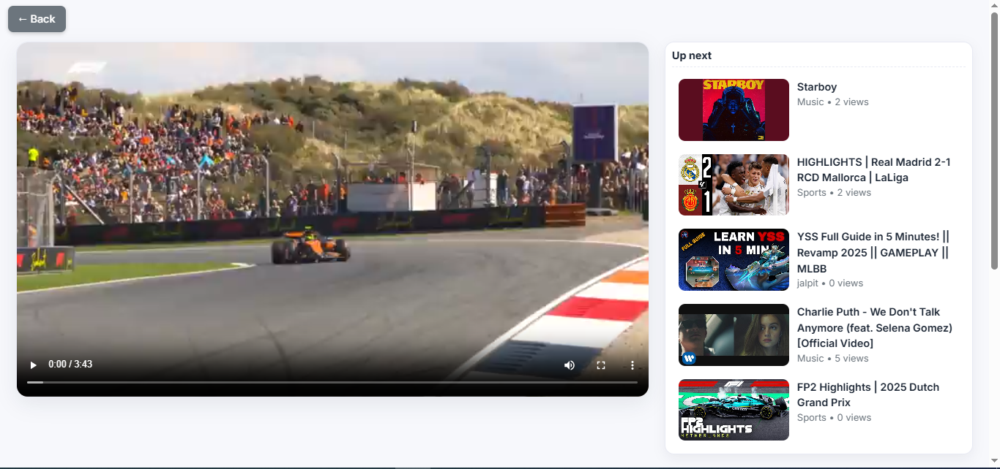 ← Back
0:00 / 3:43
Up next
STARBOY
Starboy
Music • 2 views
2
1
HIGHLIGHTS | Real Madrid 2-1
RCD Mallorca | LaLiga
Sports • 2 views
FULL GUIDE
LEARN YSS
IN 5 MIN
YSS Full Guide in 5 Minutes! ||
Revamp 2025 || GAMEPLAY ||
MLBB
jalpit • 0 views
Charlie Puth - We Don't Talk
Anymore (feat. Selena Gomez)
[Official Video]
Music • 5 views
FP2
HIGHLIGHTS
NETHERLANDS
FP2 Highlights | 2025 Dutch
Grand Prix
Sports • 0 views